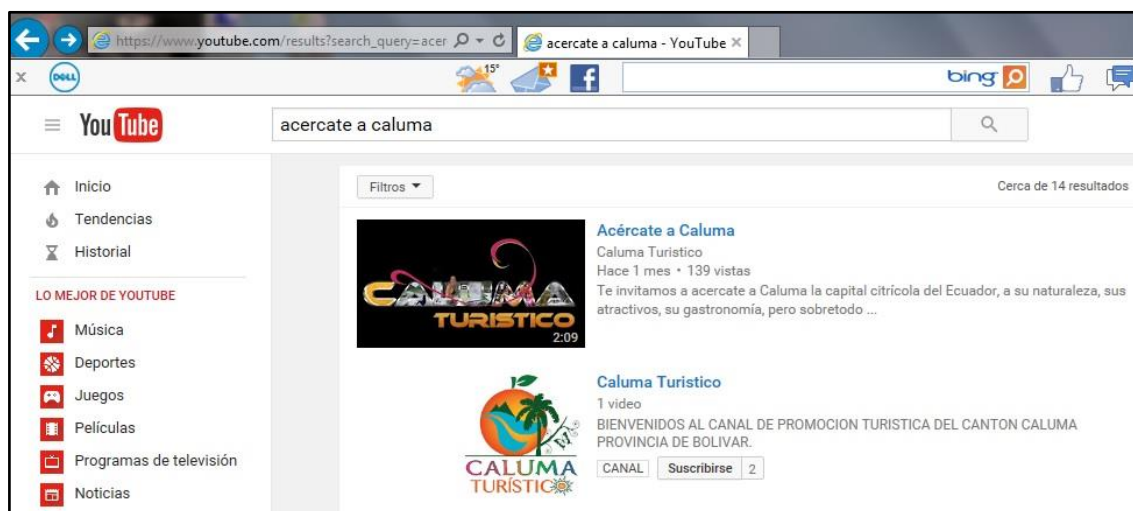 https://www.youtube.com/results?search_query=acer
acercate a caluma - YouTube
DELL
15°
bing
YouTube
acercate a caluma
Inicio
Tendencias
Historial
LO MEJOR DE YOUTUBE
Música
Deportes
Juegos
Películas
Programas de televisión
Noticias
Filtros
Cerca de 14 resultados
CALUMA
TURISTICO
2:09
Acércate a Caluma
Caluma Turistico
Hace 1 mes • 139 vistas
Te invitamos a acercate a Caluma la capital citrícola del Ecuador, a su naturaleza, sus
atractivos, su gastronomía, pero sobretodo ...
CALUMA
TURÍSTICO
Caluma Turistico
1 video
BIENVENIDOS AL CANAL DE PROMOCION TURISTICA DEL CANTON CALUMA
PROVINCIA DE BOLIVAR.
CANAL Suscribirse 2